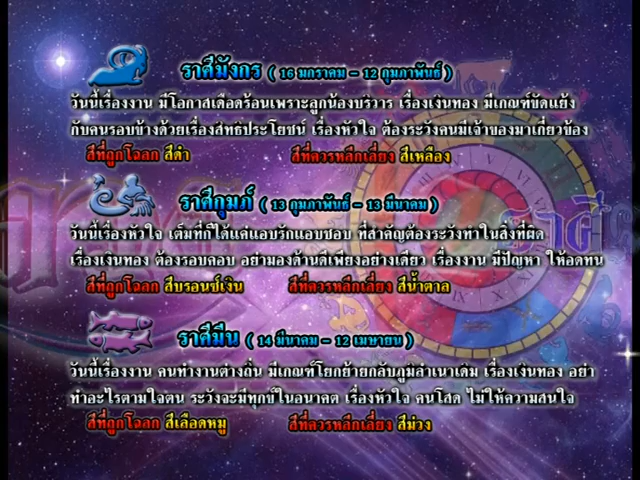 ราศีมังกร ( 16 มกราคม - 12 กุมภาพันธ์ )
วันนี้เรื่องงาน มีโอกาสเดือดร้อนเพราะลูกน้องบริวาร เรื่องเงินทอง มีเกณฑ์ขัดแย้ง
กับคนรอบข้างด้วยเรื่องสิทธิประโยชน์ เรื่องหัวใจ ต้องระวังคนมีเจ้าของมาเกี่ยวข้อง
สีที่ถูกโฉลก สีดำ สีที่ควรหลีกเลี่ยง สีเหลือง
ราศีกุมภ์ ( 13 กุมภาพันธ์ - 13 มีนาคม )
วันนี้เรื่องหัวใจ เต็มที่ก็ได้แค่แอบรักแอบชอบ ที่สำคัญต้องระวังทำในสิ่งที่ผิด
เรื่องเงินทอง ต้องรอบคอบ อย่ามองด้านดีเพียงอย่างเดียว เรื่องงาน มีปัญหา ให้อดทน
สีที่ถูกโฉลก สีบรอนซ์เงิน สีที่ควรหลีกเลี่ยง สีน้ำตาล
ราศีมีน ( 14 มีนาคม - 12 เมษายน )
วันนี้เรื่องงาน คนทำงานต่างถิ่น มีเกณฑ์โยกย้ายกลับภูมิลำเนาเดิม เรื่องเงินทอง อย่า
ทำอะไรตามใจตน ระวังจะมีทุกข์ในอนาคต เรื่องหัวใจ คนโสด ไม่ให้ความสนใจ
สีที่ถูกโฉลก สีเลือดหมู สีที่ควรหลีกเลี่ยง สีม่วง